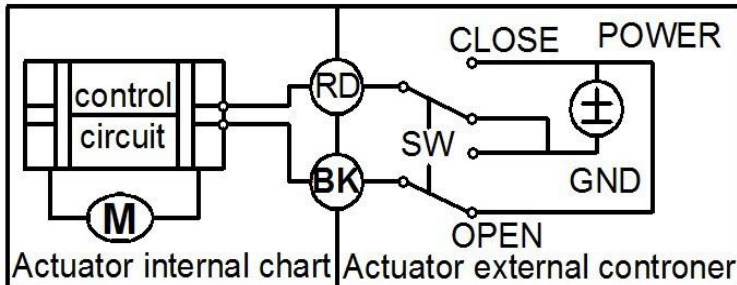 CLOSE POWER
RD
control
circuit
SW
±
BK
GND
M
OPEN
Actuator internal chart
Actuator external controner